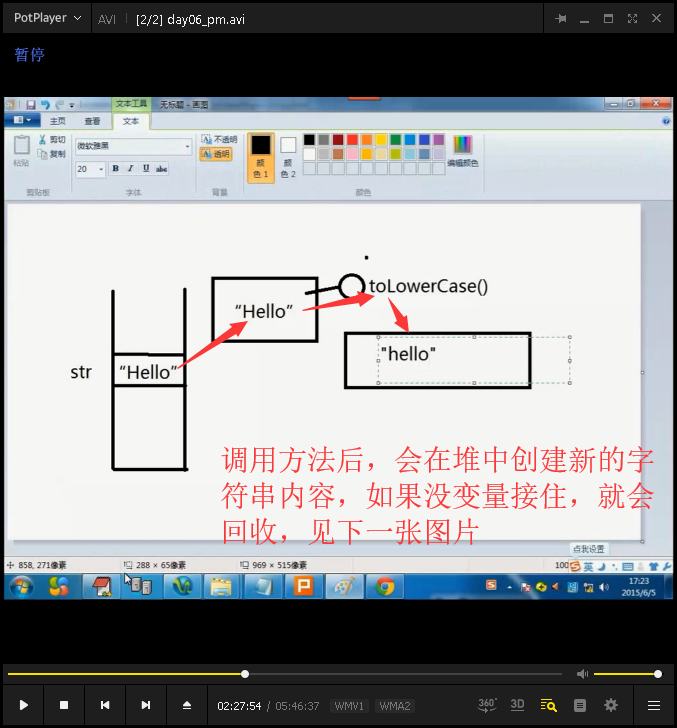 PotPlayer AVI [2/2] day06_pm.avi
暂停
文本工具 无标题 - 画图
主页 查看 文本
粘贴 剪切 复制 微软雅黑 20 B I U abc 不透明 透明 颜色 1 颜色 2 编辑颜色
剪贴板 字体 背景 颜色
toLowerCase()
“Hello”
"hello"
str “Hello”
调用方法后，会在堆中创建新的字
符串内容，如果没变量接住，就会
回收，见下一张图片
点我设置
858, 271像素 288 × 65像素 969 × 515像素 100 英
17:23
2015/6/5
02:27:54 / 05:46:37 WMV1 WMA2 360° 3D